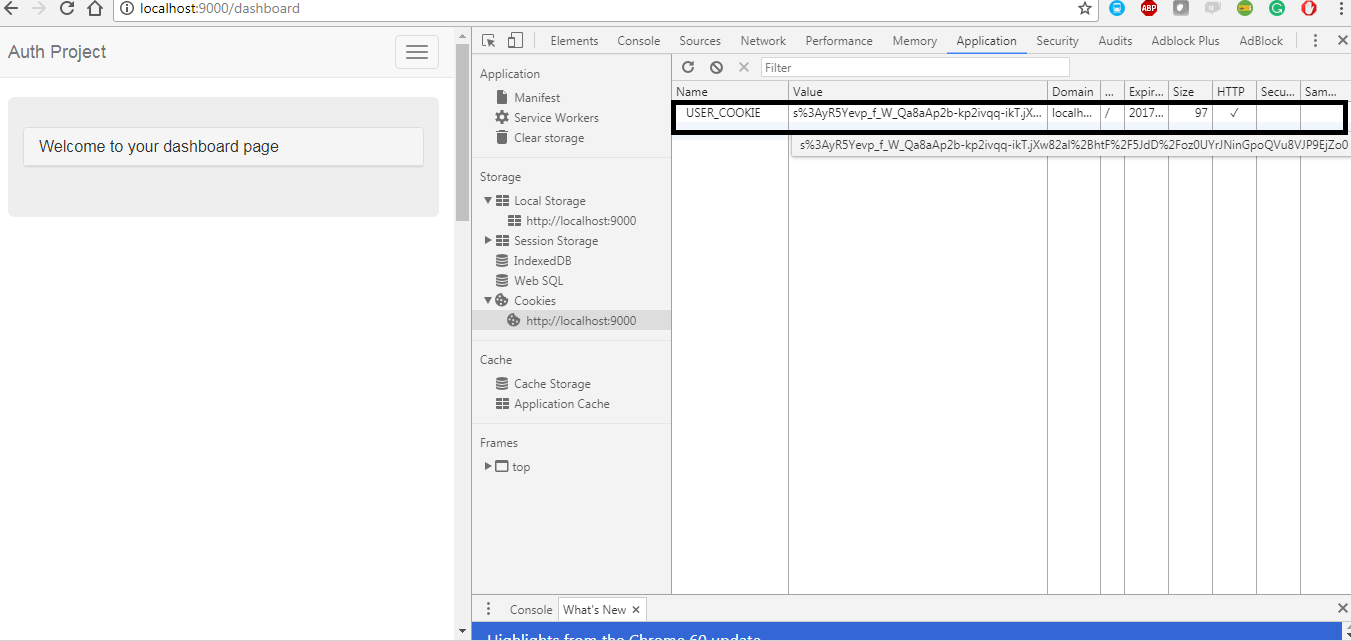 localhost:9000/dashboard
ABP
Auth Project
Welcome to your dashboard page
Elements Console Sources Network Performance Memory Application Security Audits Adblock Plus AdBlock
Filter
Application
Manifest
Service Workers
Clear storage
Storage
Local Storage
http://localhost:9000
Session Storage
IndexedDB
Web SQL
Cookies
http://localhost:9000
Cache
Cache Storage
Application Cache
Frames
top
Name Value Domain ... Expir... Size HTTP Secu... Sam...
USER_COOKIE s%3AyR5Yevp_f_W_Qa8aAp2b-kp2ivqq-ikT.jX... localh... / 2017... 97 ✓
s%3AyR5Yevp_f_W_Qa8aAp2b-kp2ivqq-ikT.jXw82al%2BhtF%2F5JdD%2Foz0UYrJNinGpoQVu8VJP9EjZo0
Console What's New
Highlights from the Chrome 60 update